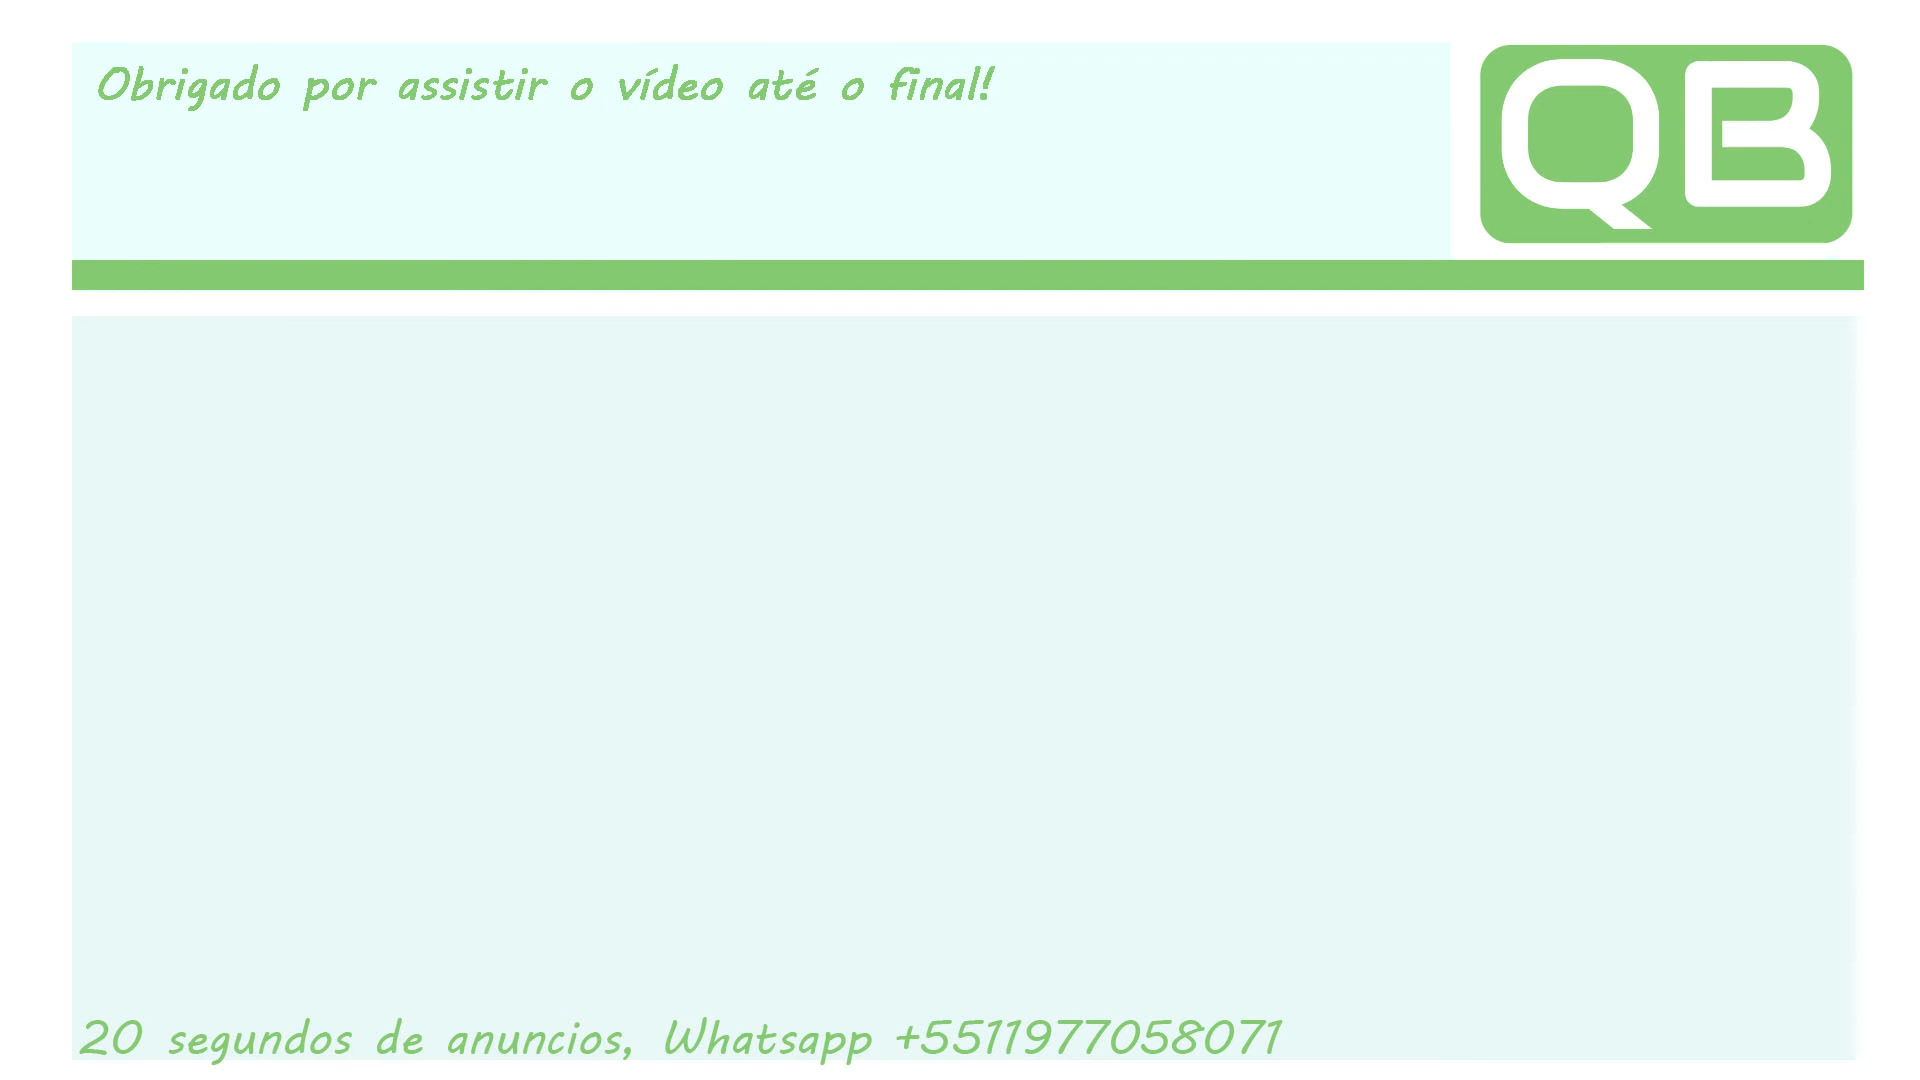 Obrigado por assistir o vídeo até o final!
QB
20 segundos de anuncios, Whatsapp +5511977058071